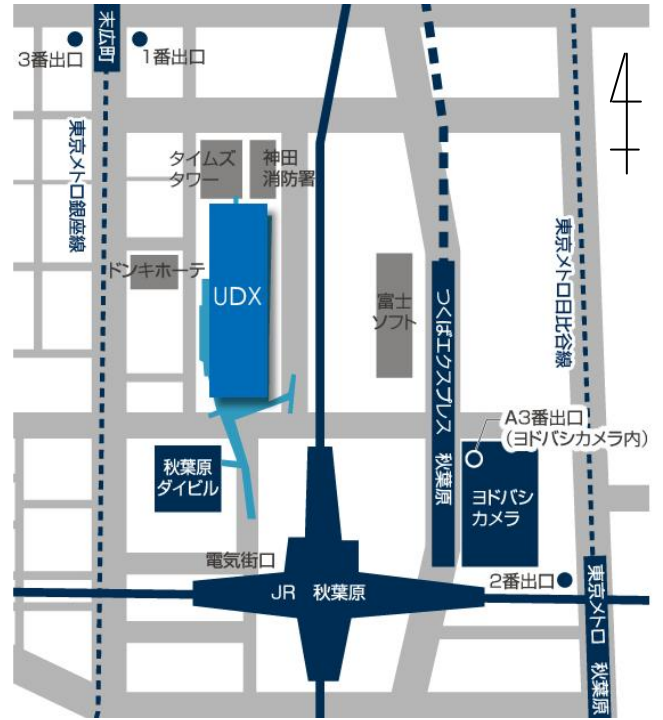 末広町
3番出口
1番出口
東京メトロ銀座線
タイムズ
タワー
神田
消防署
ドンキホーテ
UDX
富士
ソフト
つくばエクスプレス 秋葉原
東京メトロ日比谷線
A3番出口
(ヨドバシカメラ内)
秋葉原
ダイビル
ヨドバシ
カメラ
電気街口
JR 秋葉原
2番出口
東京メトロ 秋葉原